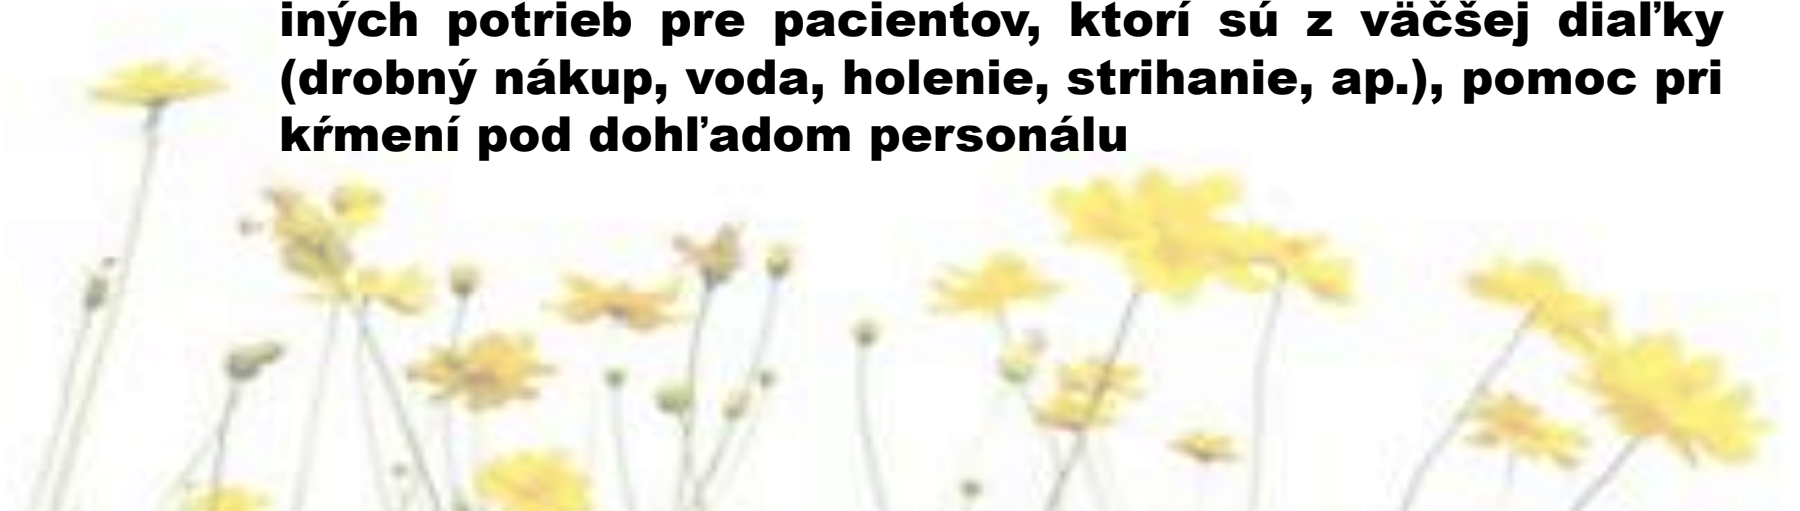 iných potrieb pre pacientov, ktorí sú z väčšej diaľky
(drobný nákup, voda, holenie, strihanie, ap.), pomoc pri
kŕmení pod dohľadom personálu